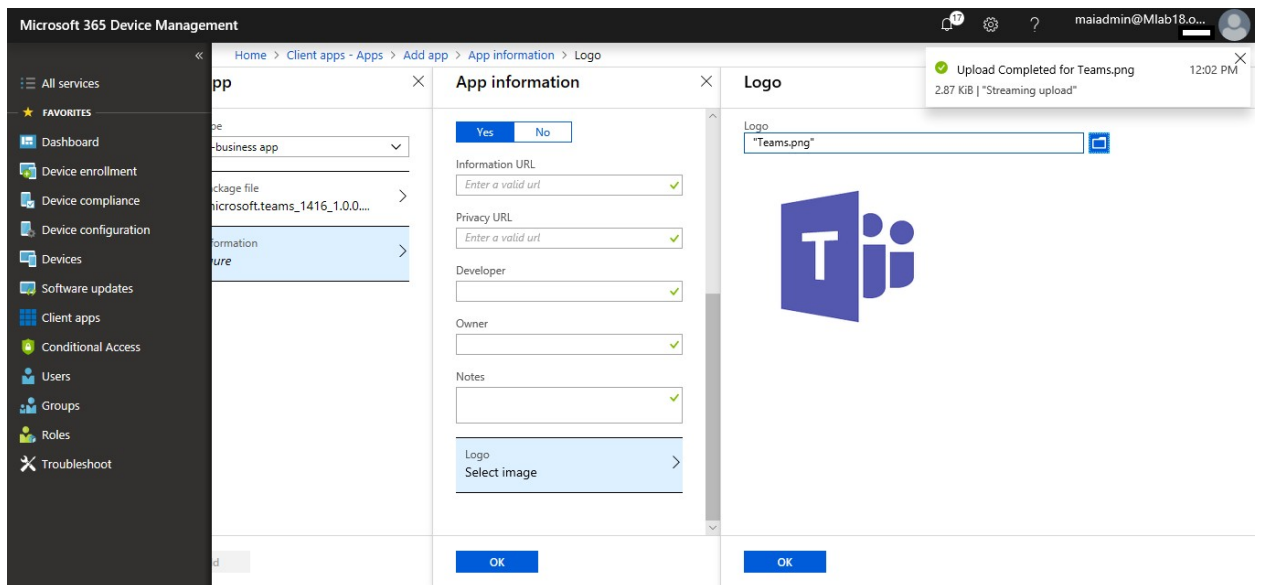 Microsoft 365 Device Management
17
?
maiadmin@Mlab18.o...
«
Home > Client apps - Apps > Add app > App information > Logo
Upload Completed for Teams.png
12:02 PM
2.87 KiB | "Streaming upload"
All services
FAVORITES
Dashboard
Device enrollment
Device compliance
Device configuration
Devices
Software updates
Client apps
Conditional Access
Users
Groups
Roles
Troubleshoot
pp
pe
-business app
ckage file
nicrosoft.teams_1416_1.0.0....
formation
ure
d
App information
Yes
No
Information URL
Enter a valid url
Privacy URL
Enter a valid url
Developer
Owner
Notes
Logo
Select image
OK
Logo
Logo
"Teams.png"
T
OK